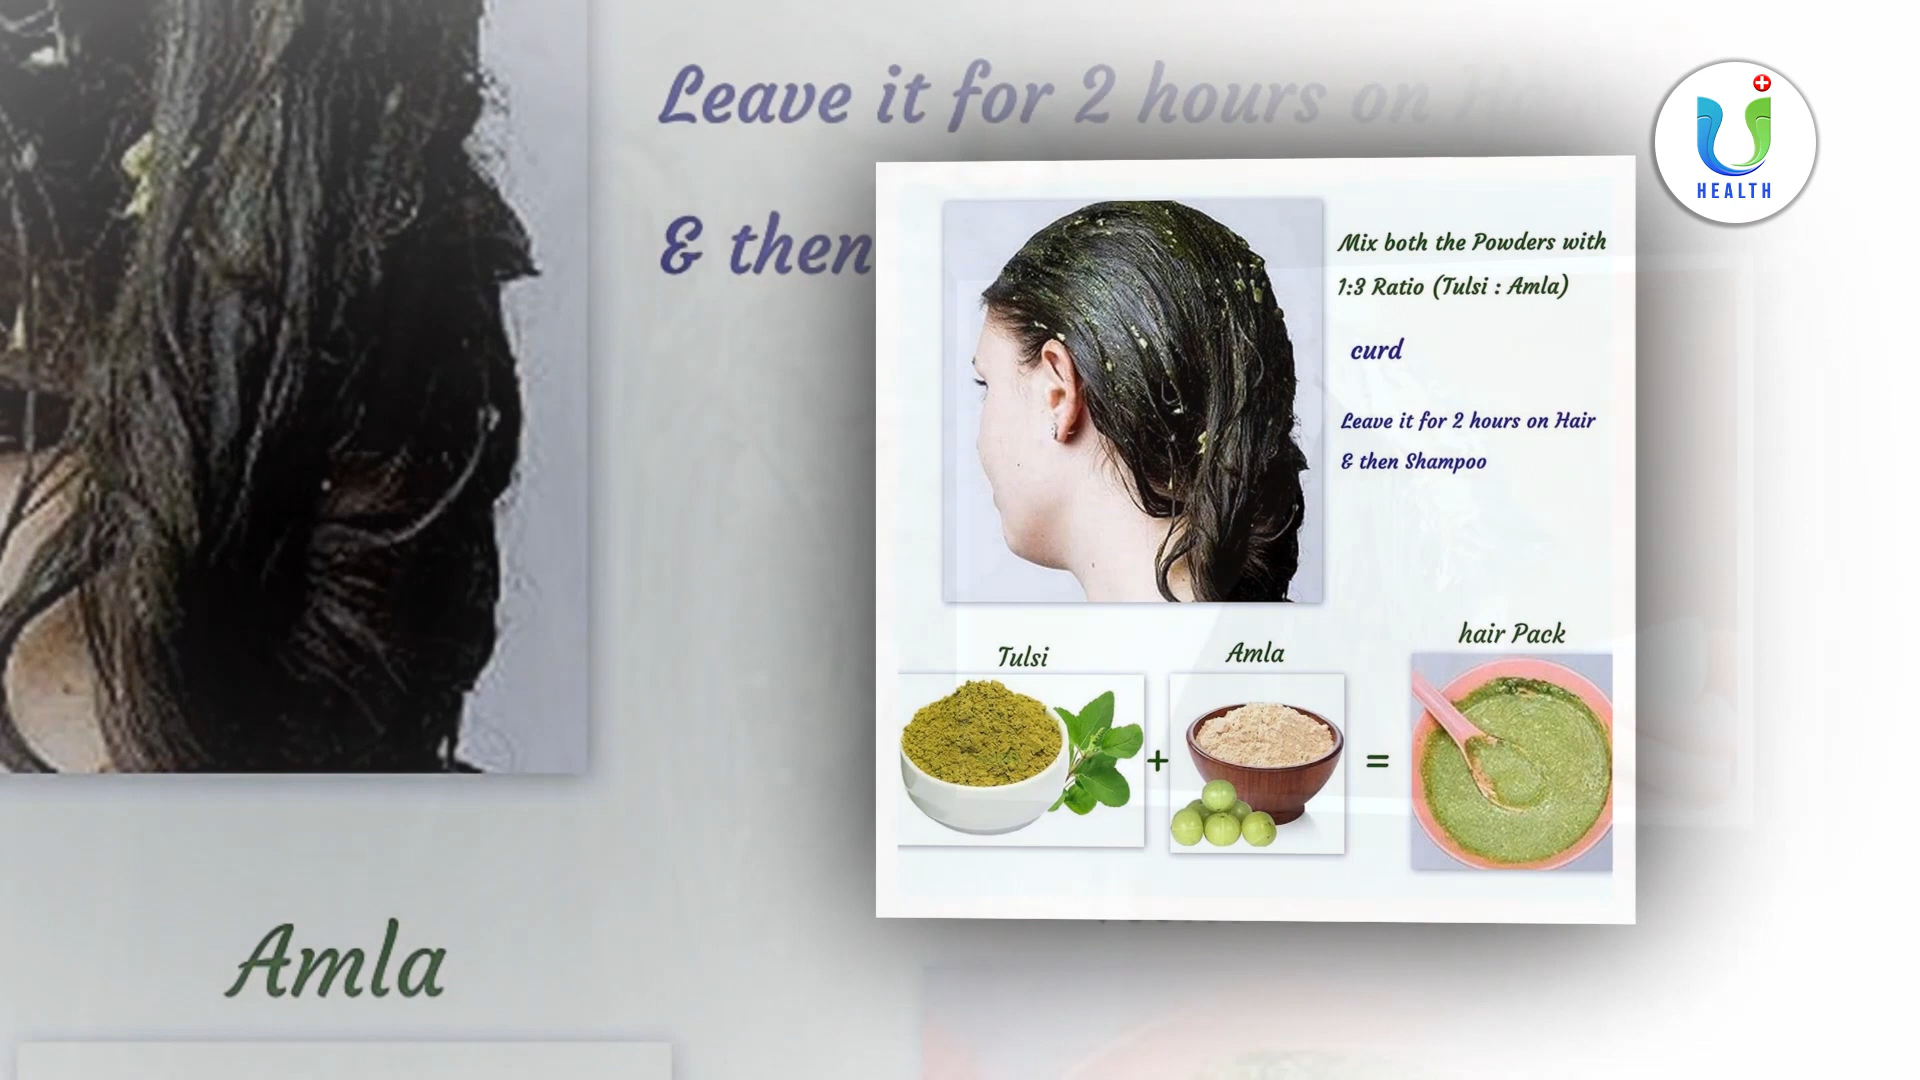 Leave it for 2 hours on
& then
HEALTH
Mix both the Powders with
1:3 Ratio (Tulsi : Amla)
curd
Leave it for 2 hours on Hair
& then Shampoo
Tulsi
Amla
hair Pack
+
=
Amla